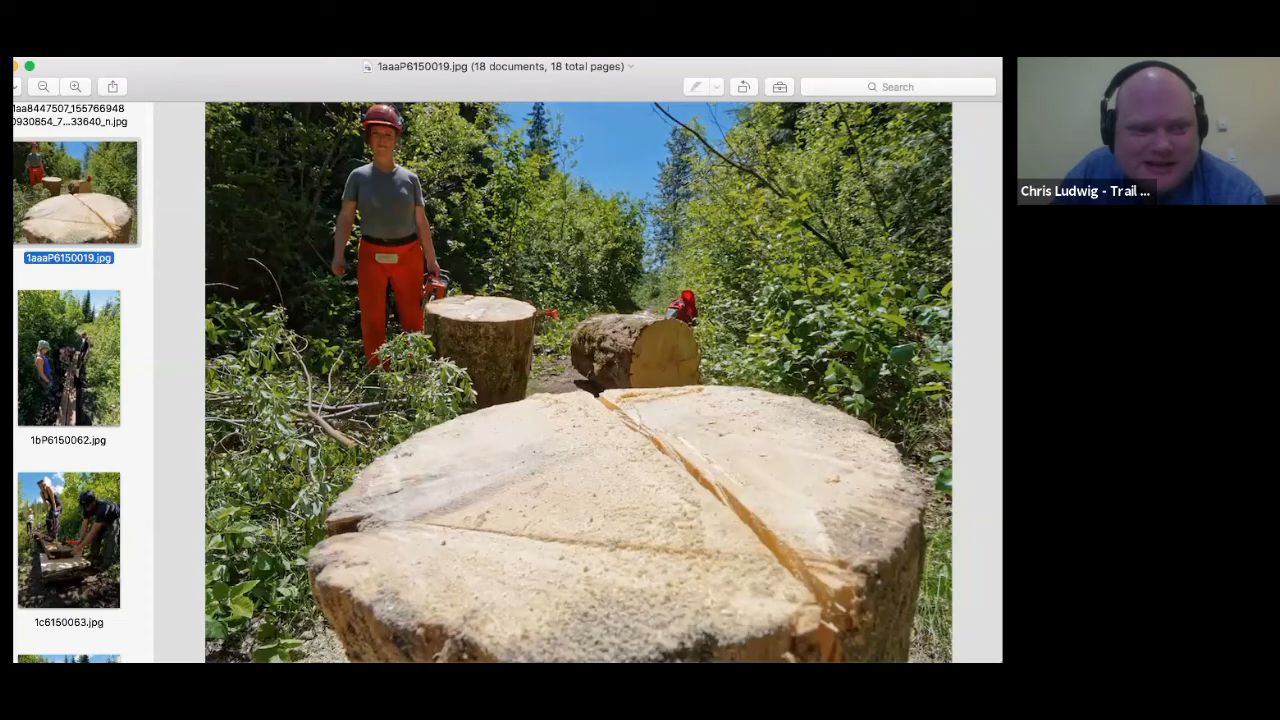 1aaaP6150019.jpg (18 documents, 18 total pages)
Search
1aa8447507_155766948
0930854_7...33640_n.jpg
1aaaP6150019.jpg
1bP6150062.jpg
1c6150063.jpg
Chris Ludwig - Trail ...